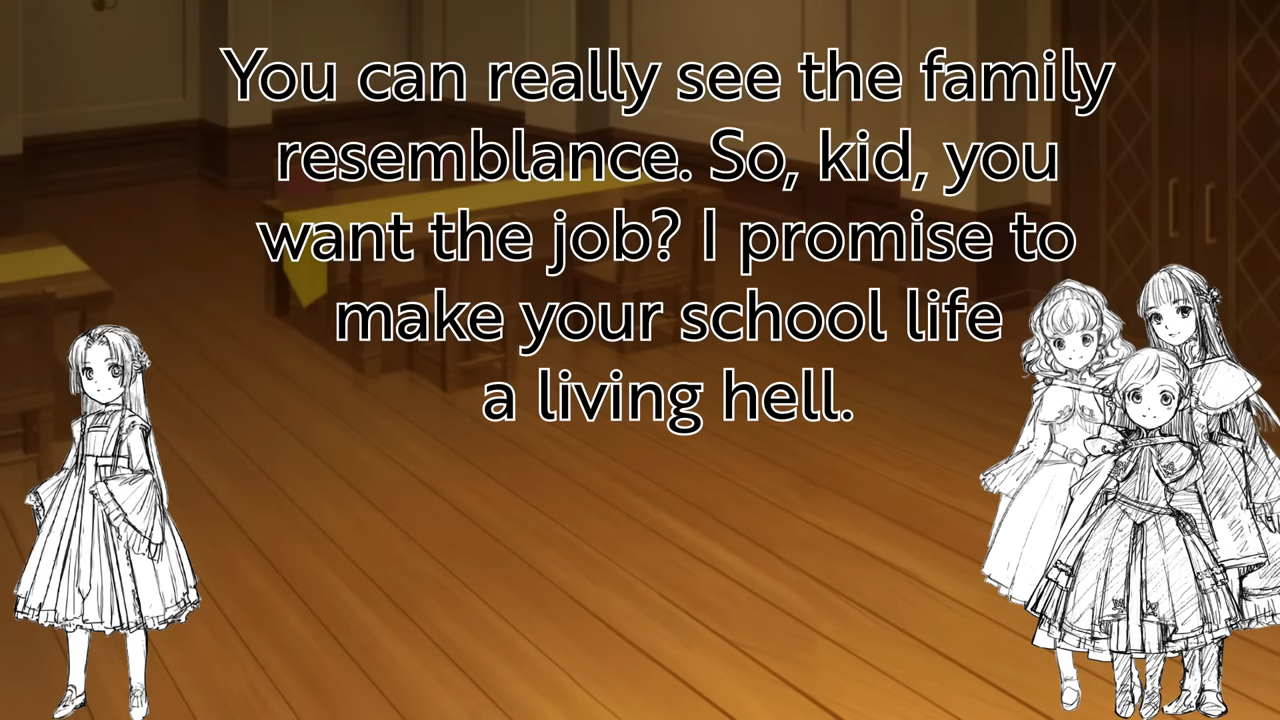 You can really see the family
resemblance. So, kid, you
want the job? I promise to
make your school life
a living hell.